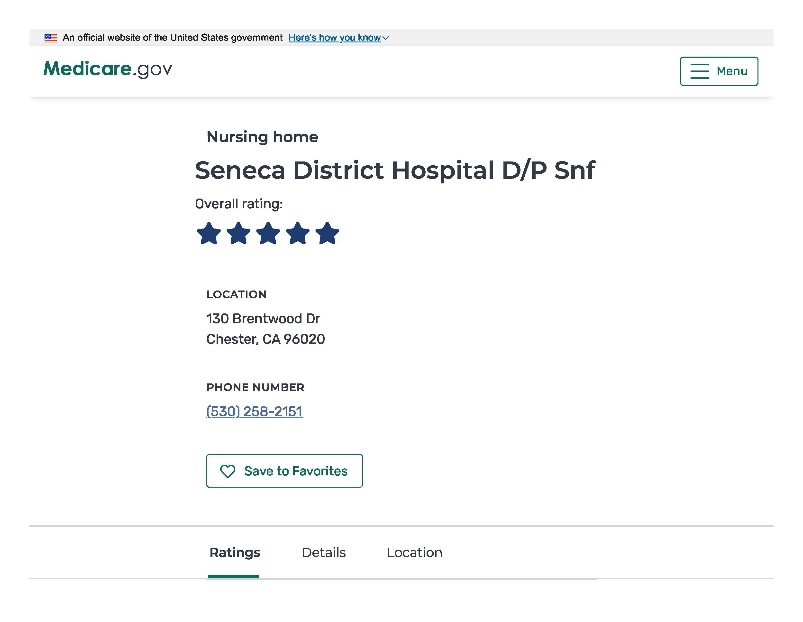 An official website of the United States government Here's how you know
Medicare.gov
Menu
Nursing home
Seneca District Hospital D/P Snf
Overall rating:
LOCATION
130 Brentwood Dr
Chester, CA 96020
PHONE NUMBER
(530) 258-2151
Save to Favorites
Ratings Details Location